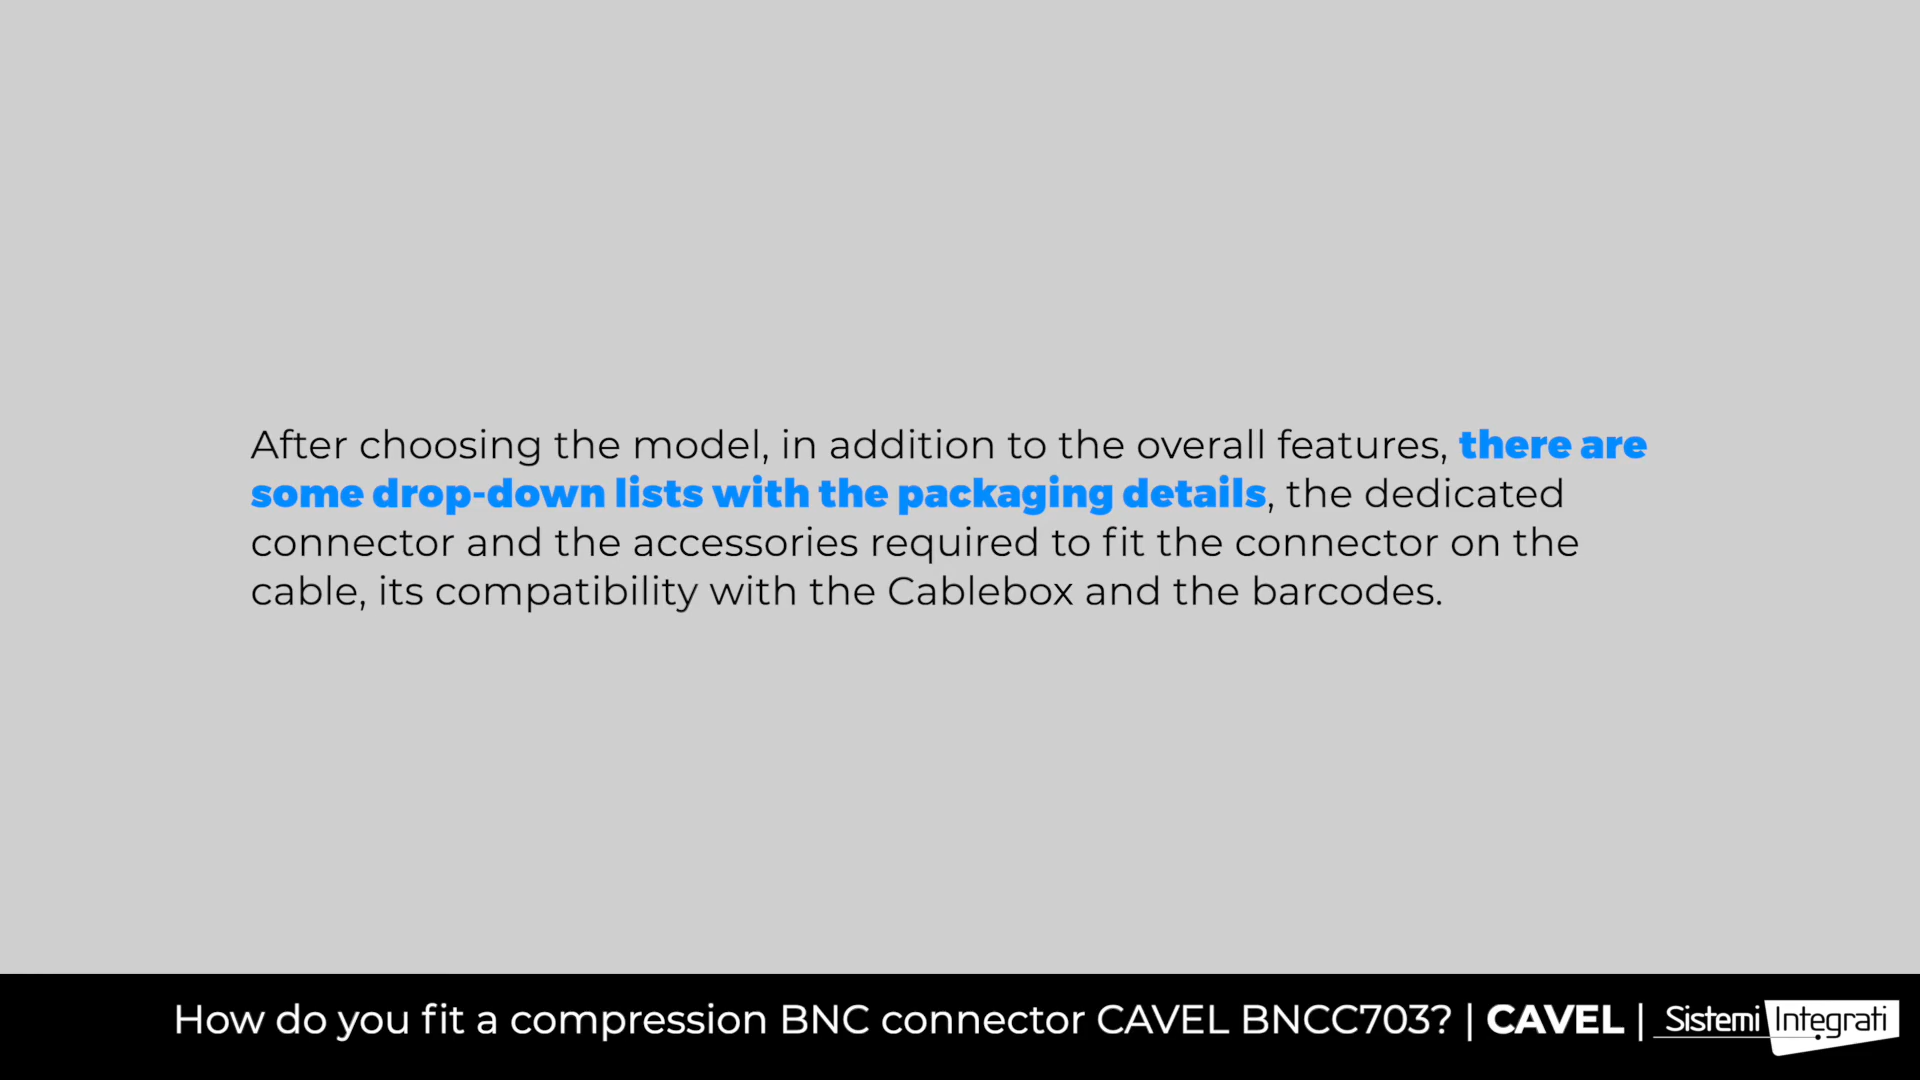 After choosing the model, in addition to the overall features, there are
some drop-down lists with the packaging details, the dedicated
connector and the accessories required to fit the connector on the
cable, its compatibility with the Cablebox and the barcodes.
How do you fit a compression BNC connector CAVEL BNCC703? | CAVEL | Sistemi Integrati